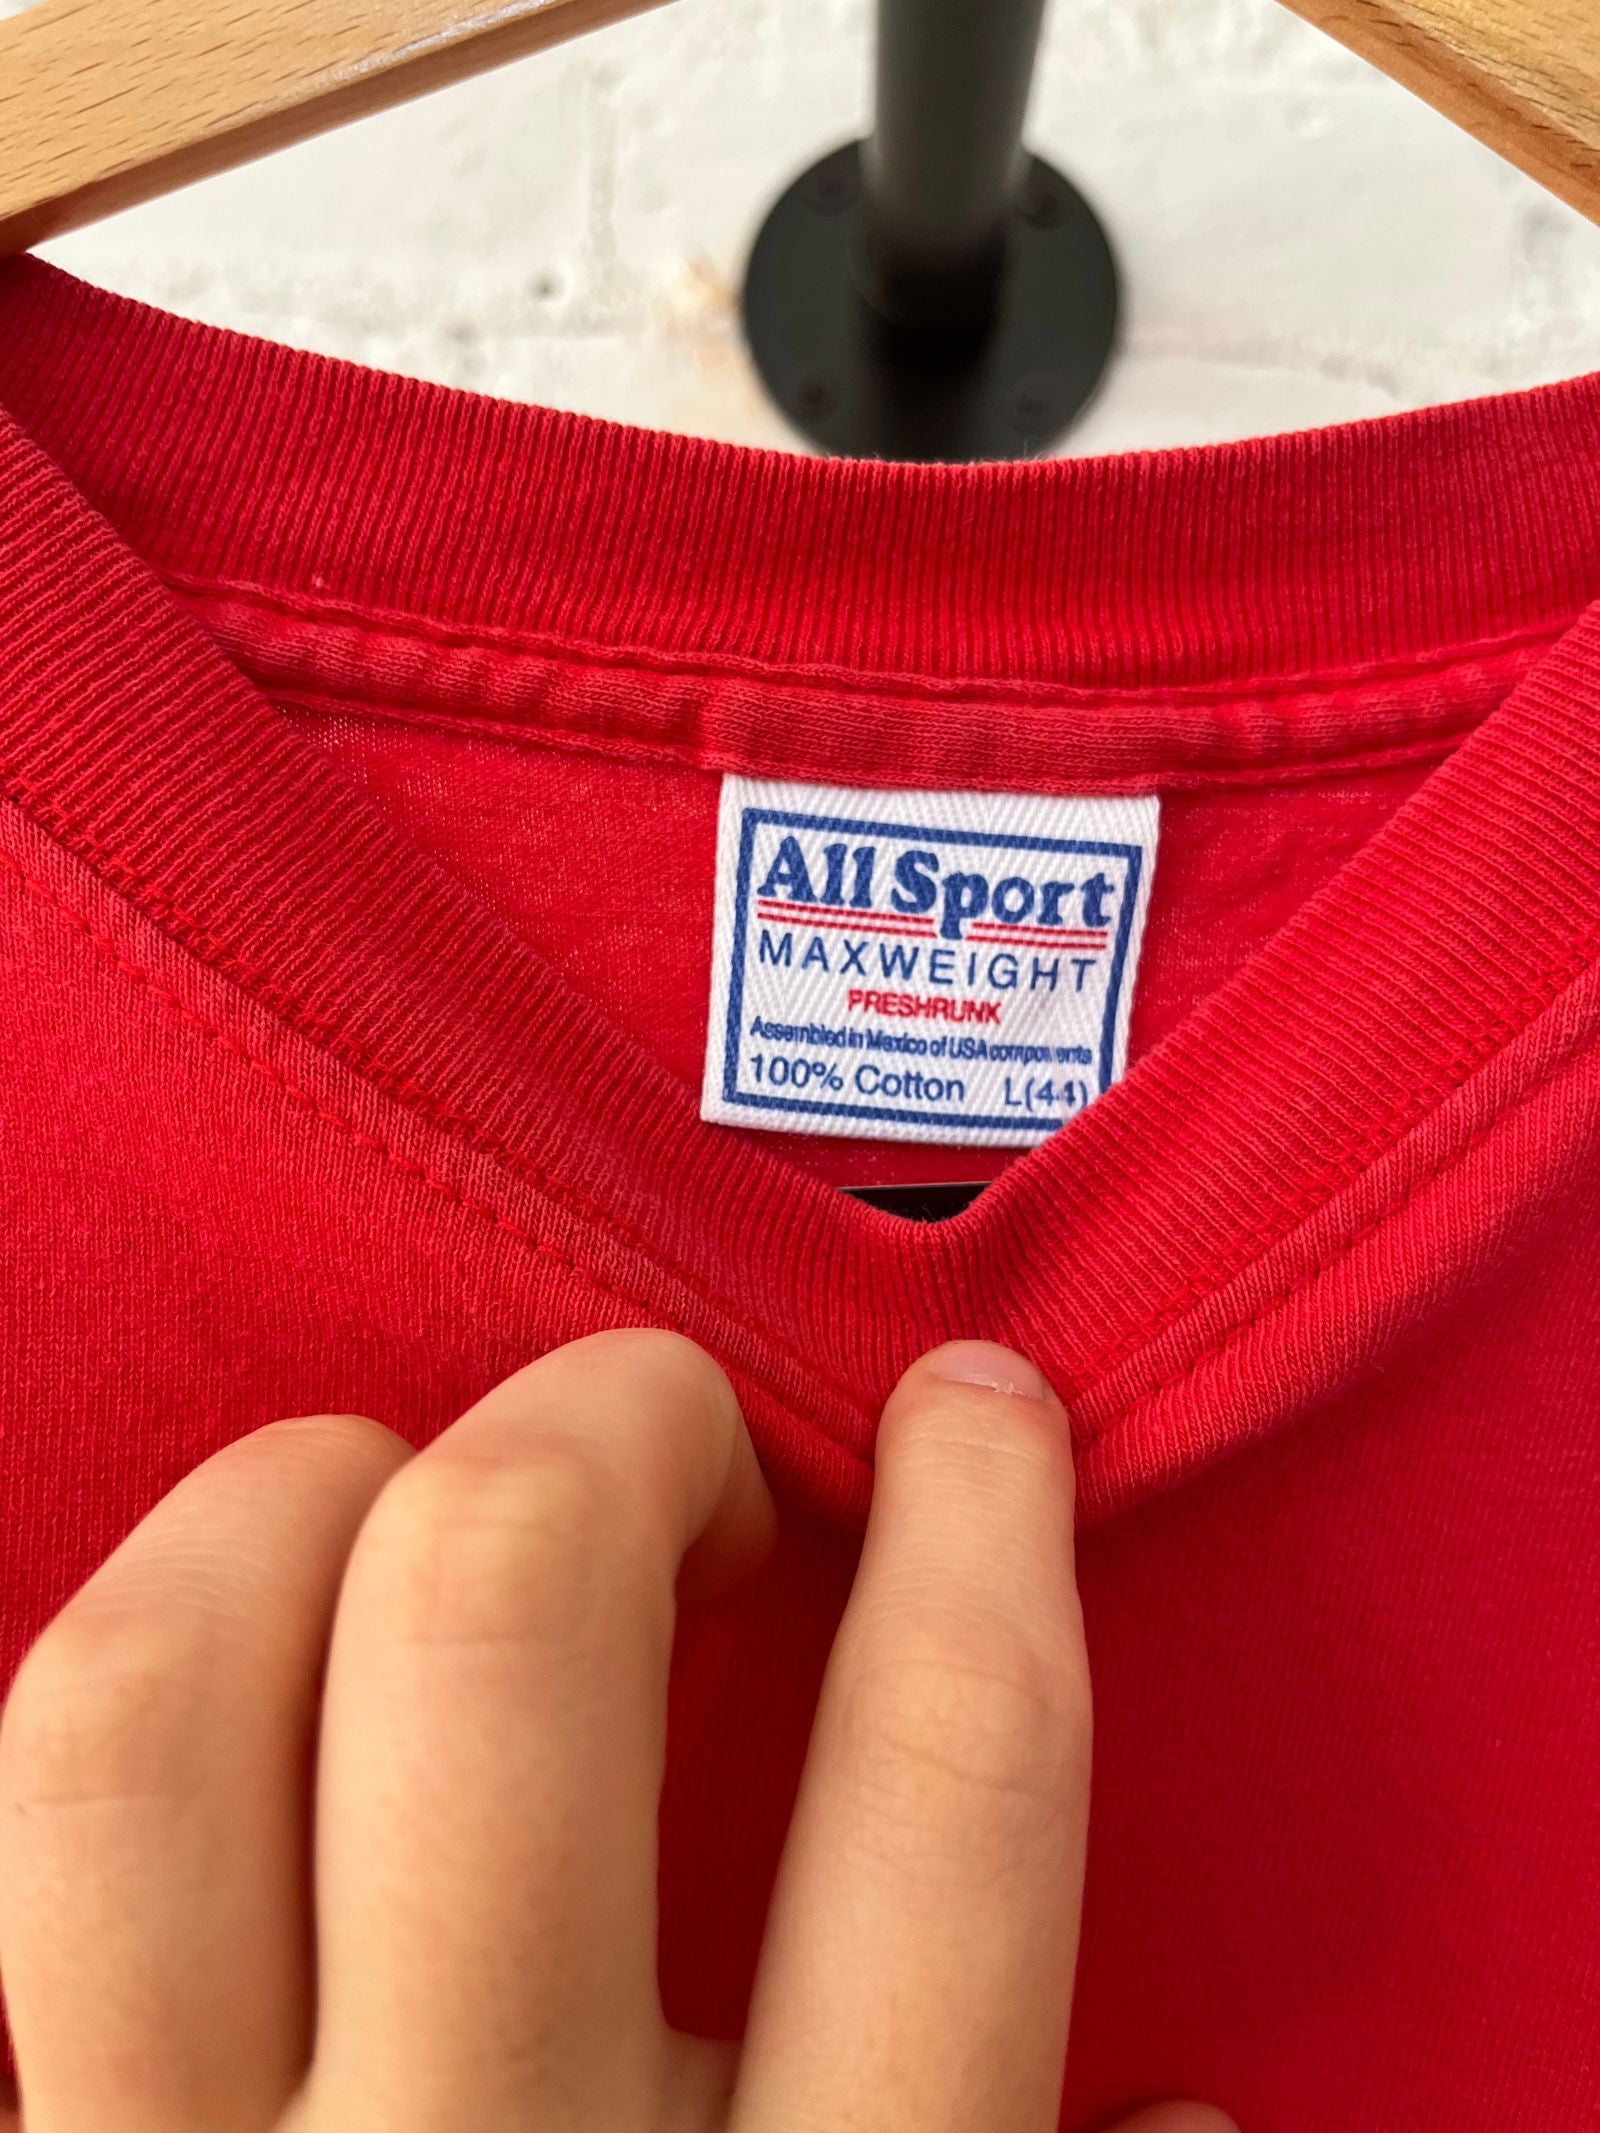 All Sport
MAXWEIGHT
PRESHRUNK
Assembled in Mexico of USA components
100% Cotton L(44)